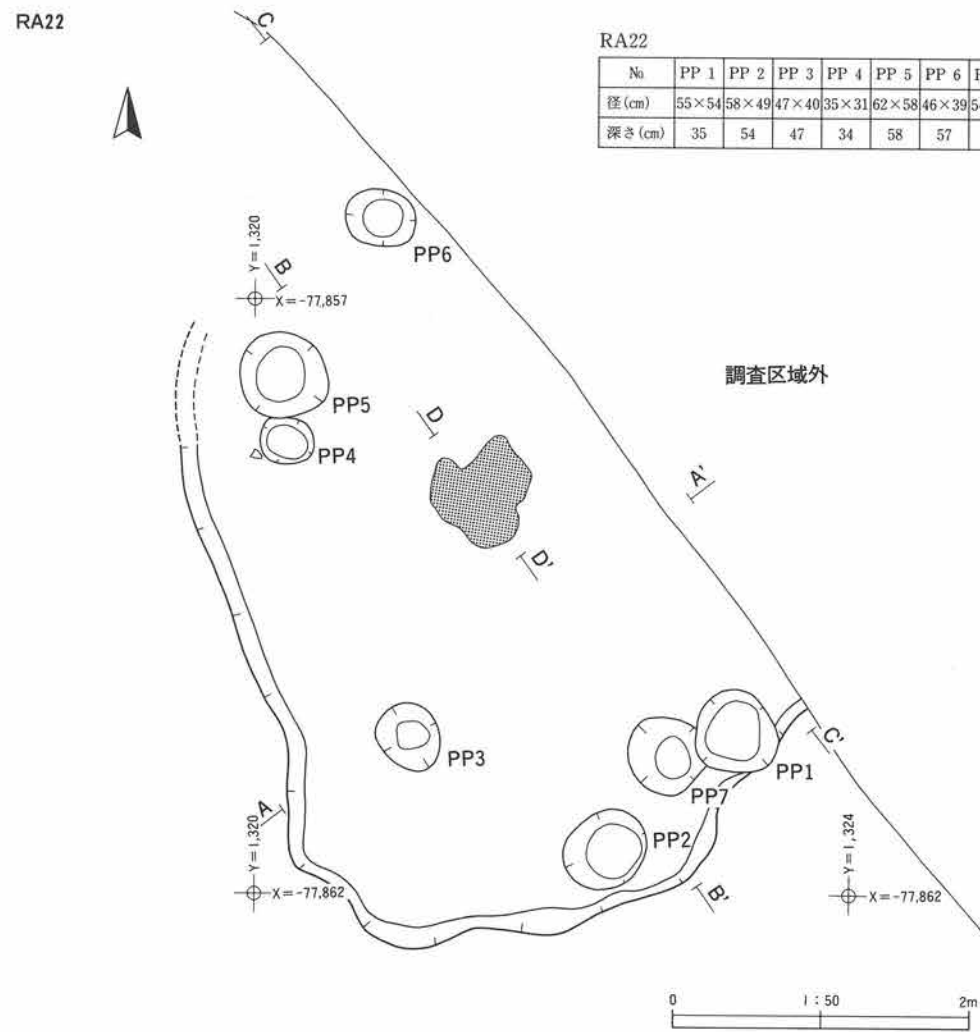 RA22
C
RA22
№ PP 1 PP 2 PP 3 PP 4 PP 5 PP 6
径(cm) 55×54 58×49 47×40 35×31 62×58 46×39
深さ(cm) 35 54 47 34 58 57
PP6
Y=1,320
B
X=-77,857
調査区域外
PP5
D
PP4
A'
D'
PP3
C'
PP1
PP7
A
PP2
Y=1,320
Y=1,324
X=-77,862
B'
X=-77,862
0 1:50 2m